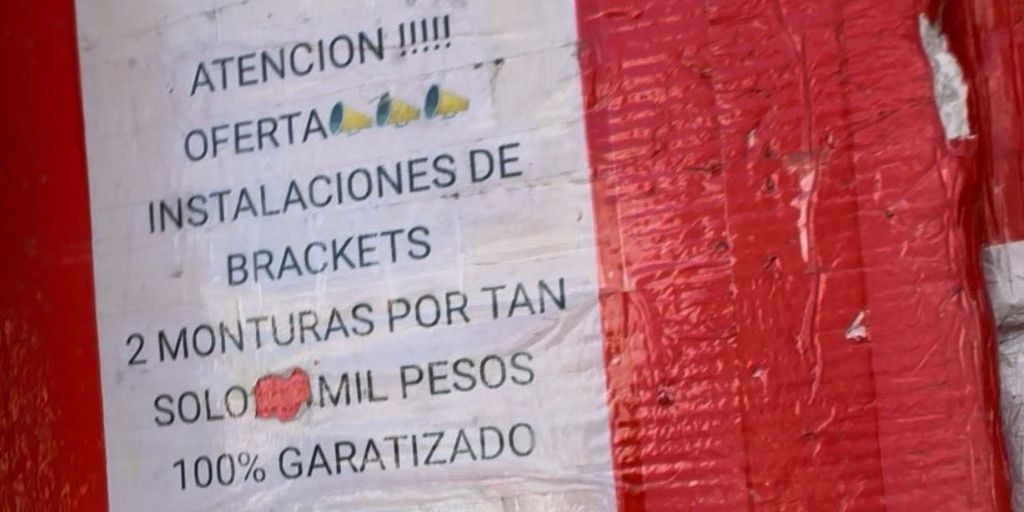 ATENCION !!!!!
OFERTA📢📢📢
INSTALACIONES DE
BRACKETS
2 MONTURAS POR TAN
SOLO MIL PESOS
100% GARATIZADO